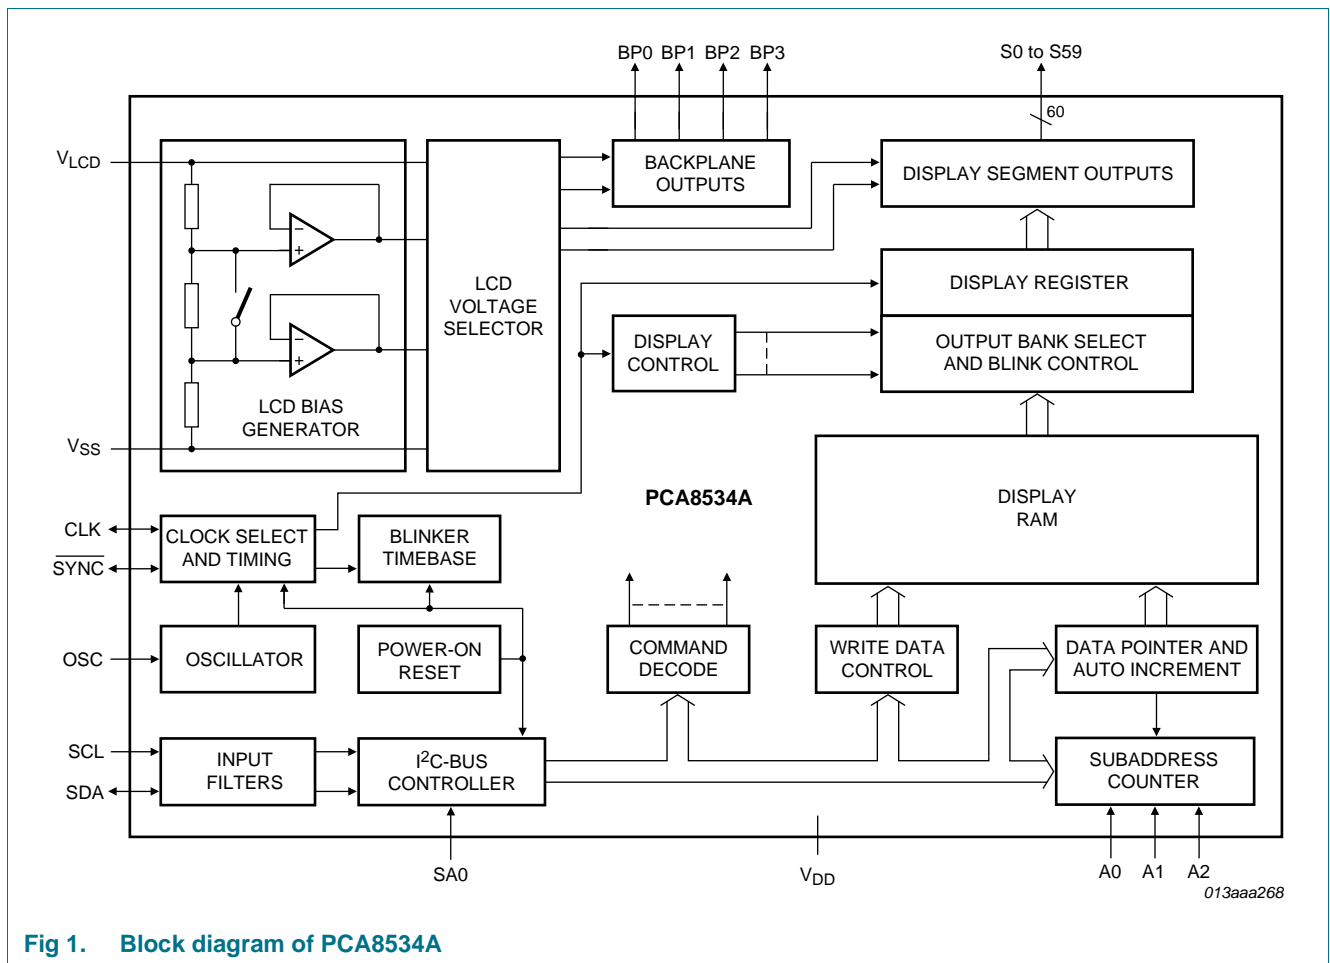 BP0 BP1 BP2 BP3
S0 to S59
60
VLCD
BACKPLANE
OUTPUTS
DISPLAY SEGMENT OUTPUTS
−
+
LCD
VOLTAGE
SELECTOR
DISPLAY REGISTER
−
+
DISPLAY
CONTROL
OUTPUT BANK SELECT
AND BLINK CONTROL
LCD BIAS
GENERATOR
VSS
PCA8534A
DISPLAY
RAM
CLK
SYNC
CLOCK SELECT
AND TIMING
BLINKER
TIMEBASE
OSC
OSCILLATOR
POWER-ON
RESET
COMMAND
DECODE
WRITE DATA
CONTROL
DATA POINTER AND
AUTO INCREMENT
SCL
SDA
INPUT
FILTERS
I2C-BUS
CONTROLLER
SUBADDRESS
COUNTER
SA0
VDD
A0 A1 A2
013aaa268
Fig 1. Block diagram of PCA8534A